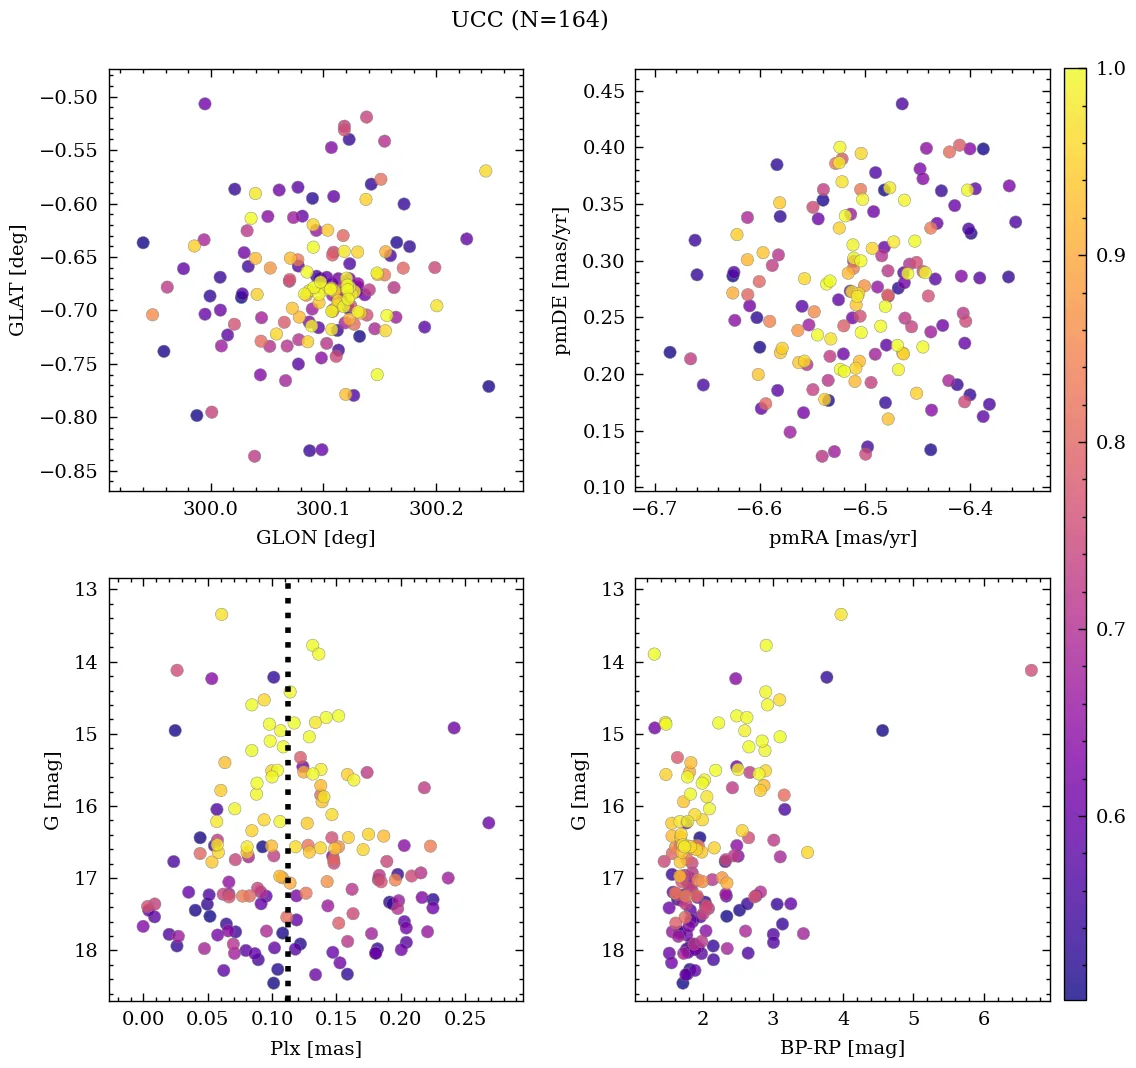 UCC (N=164)
−0.50
−0.55
−0.60
−0.65
−0.70
−0.75
−0.80
−0.85
GLAT [deg]
300.0 300.1 300.2
GLON [deg]
0.45
0.40
0.35
0.30
0.25
0.20
0.15
0.10
pmDE [mas/yr]
−6.7 −6.6 −6.5 −6.4
pmRA [mas/yr]
1.0
0.9
0.8
0.7
0.6
13
14
15
16
17
18
G [mag]
0.00 0.05 0.10 0.15 0.20 0.25
Plx [mas]
13
14
15
16
17
18
G [mag]
2 3 4 5 6
BP-RP [mag]